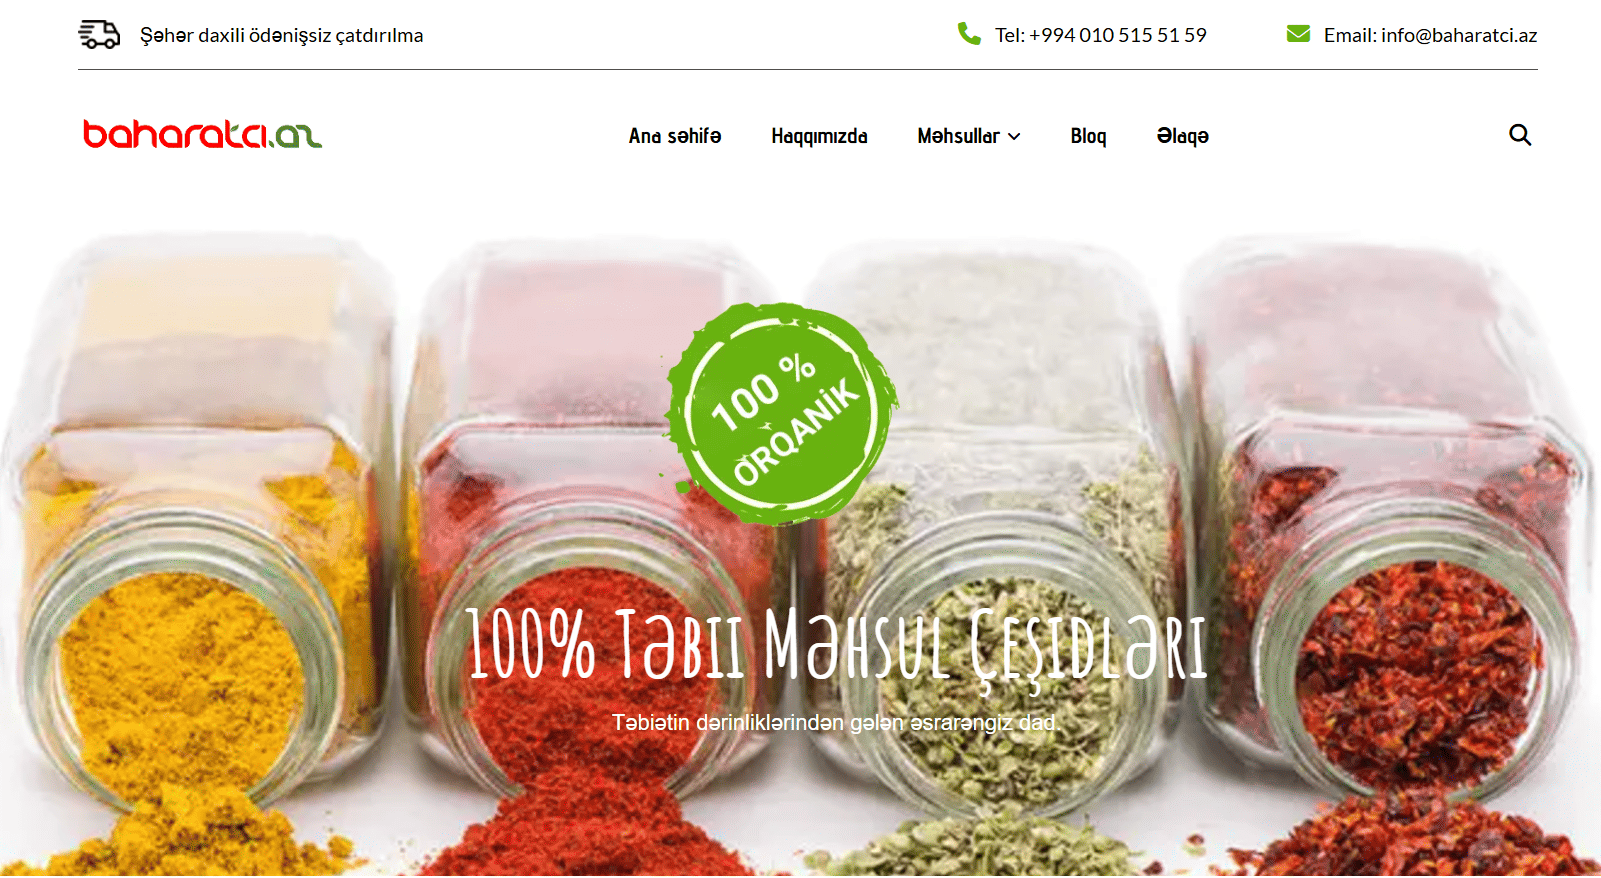 Şəhər daxili ödənişsiz çatdırılma
Tel: +994 010 515 51 59
Email: info@baharatci.az
baharatci.az
Ana səhifə
Haqqımızda
Məhsullar
Bloq
Əlaqə
100 %
ORQANİK
100% Təbii Məhsul Çeşidləri
Təbiətin dərinliklərindən gələn əsrarəngiz dad.